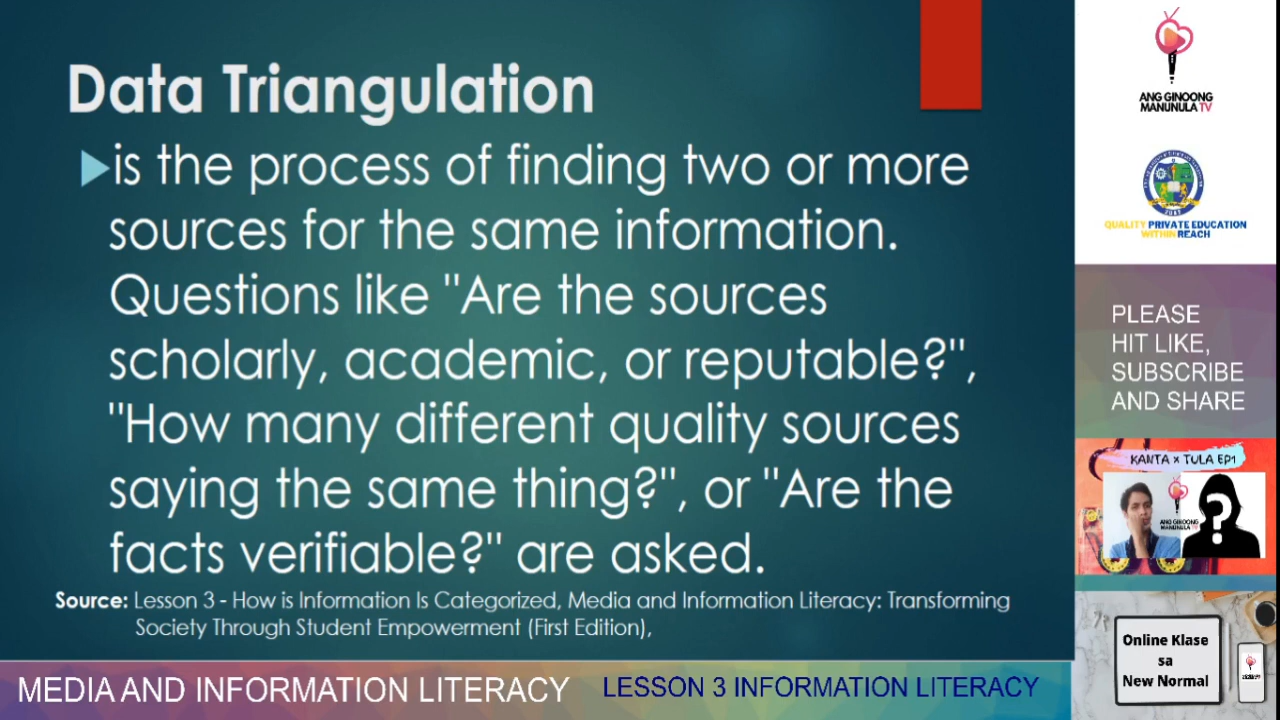 Data Triangulation
is the process of finding two or more
sources for the same information.
Questions like "Are the sources
scholarly, academic, or reputable?",
"How many different quality sources
saying the same thing?", or "Are the
facts verifiable?" are asked.
Source: Lesson 3 - How is Information Is Categorized, Media and Information Literacy: Transforming
Society Through Student Empowerment (First Edition),
MEDIA AND INFORMATION LITERACY
LESSON 3 INFORMATION LITERACY
ANG GINOONG
MANUNULA TV
QUALITY PRIVATE EDUCATION
WITHIN REACH
PLEASE
HIT LIKE,
SUBSCRIBE
AND SHARE
KANTA x TULA EP1
ANG GINOONG
MANUNULA TV
?
Online Klase
sa
New Normal